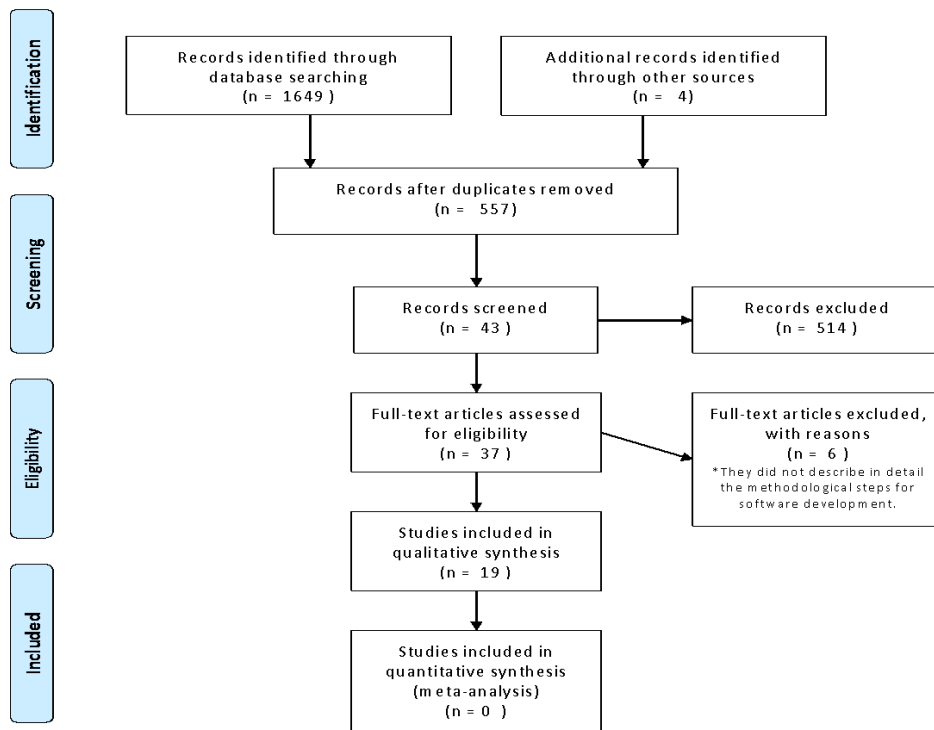 Identification
Records identified through
database searching
(n = 1649 )
Additional records identified
through other sources
(n = 4)
Records after duplicates removed
(n = 557)
Screening
Records screened
(n = 43 )
Records excluded
(n = 514 )
Eligibility
Full-text articles assessed
for eligibility
(n = 37 )
Full-text articles excluded,
with reasons
(n = 6 )
*They did not describe in detail
the methodological steps for
software development.
Studies included in
qualitative synthesis
(n = 19 )
Included
Studies included in
quantitative synthesis
(meta-analysis)
(n = 0 )